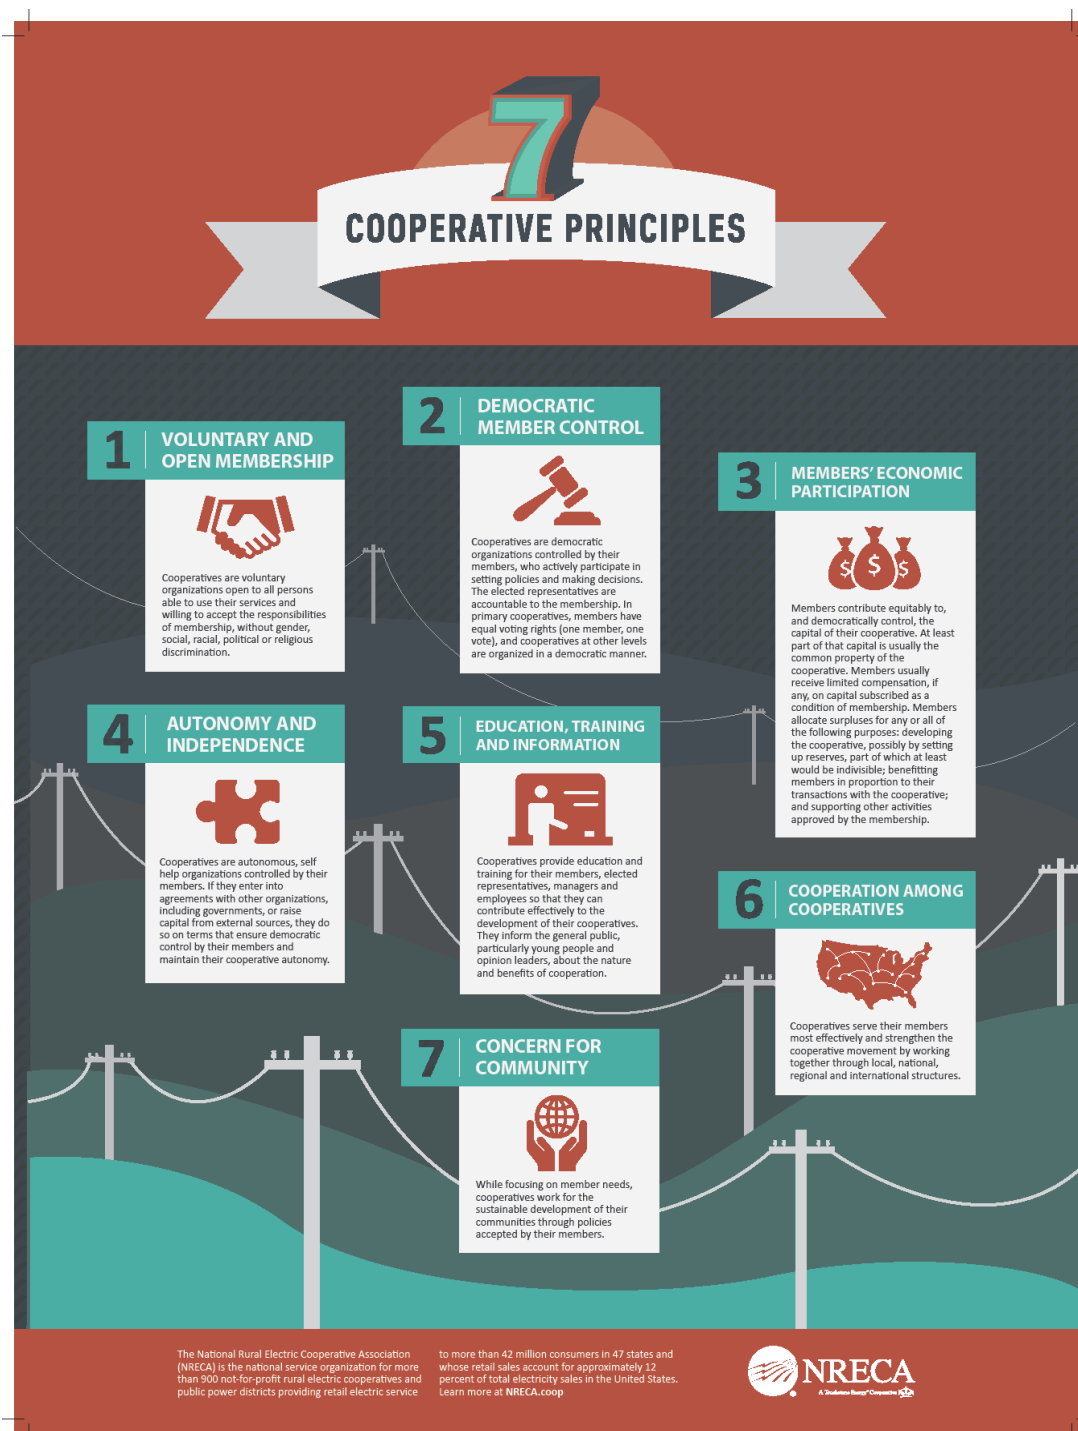 7
COOPERATIVE PRINCIPLES
1
VOLUNTARY AND
OPEN MEMBERSHIP
Cooperatives are voluntary
organizations open to all persons
able to use their services and
willing to accept the responsibilities
of membership, without gender,
social, racial, political or religious
discrimination.
2
DEMOCRATIC
MEMBER CONTROL
Cooperatives are democratic
organizations controlled by their
members, who actively participate in
setting policies and making decisions.
The elected representatives are
accountable to the membership. In
primary cooperatives, members have
equal voting rights (one member, one
vote), and cooperatives at other levels
are organized in a democratic manner.
3
MEMBERS' ECONOMIC
PARTICIPATION
$ $ $
Members contribute equitably to,
and democratically control, the
capital of their cooperative. At least
part of that capital is usually the
common property of the
cooperative. Members usually
receive limited compensation, if
any, on capital subscribed as a
condition of membership. Members
allocate surpluses for any or all of
the following purposes: developing
the cooperative, possibly by setting
up reserves, part of which at least
would be indivisible; benefitting
members in proportion to their
transactions with the cooperative;
and supporting other activities
approved by the membership.
4
AUTONOMY AND
INDEPENDENCE
Cooperatives are autonomous, self
help organizations controlled by their
members. If they enter into
agreements with other organizations,
including governments, or raise
capital from external sources, they do
so on terms that ensure democratic
control by their members and
maintain their cooperative autonomy.
5
EDUCATION, TRAINING
AND INFORMATION
Cooperatives provide education and
training for their members, elected
representatives, managers and
employees so that they can
contribute effectively to the
development of their cooperatives.
They inform the general public,
particularly young people and
opinion leaders, about the nature
and benefits of cooperation.
6
COOPERATION AMONG
COOPERATIVES
Cooperatives serve their members
most effectively and strengthen the
cooperative movement by working
together through local, national,
regional and international structures.
7
CONCERN FOR
COMMUNITY
While focusing on member needs,
cooperatives work for the
sustainable development of their
communities through policies
accepted by their members.
The National Rural Electric Cooperative Association
(NRECA) is the national service organization for more
than 900 not-for-profit rural electric cooperatives and
public power districts providing retail electric service
to more than 42 million consumers in 47 states and
whose retail sales account for approximately 12
percent of total electricity sales in the United States.
Learn more at NRECA.coop
NRECA
A Touchstone Energy® Cooperative